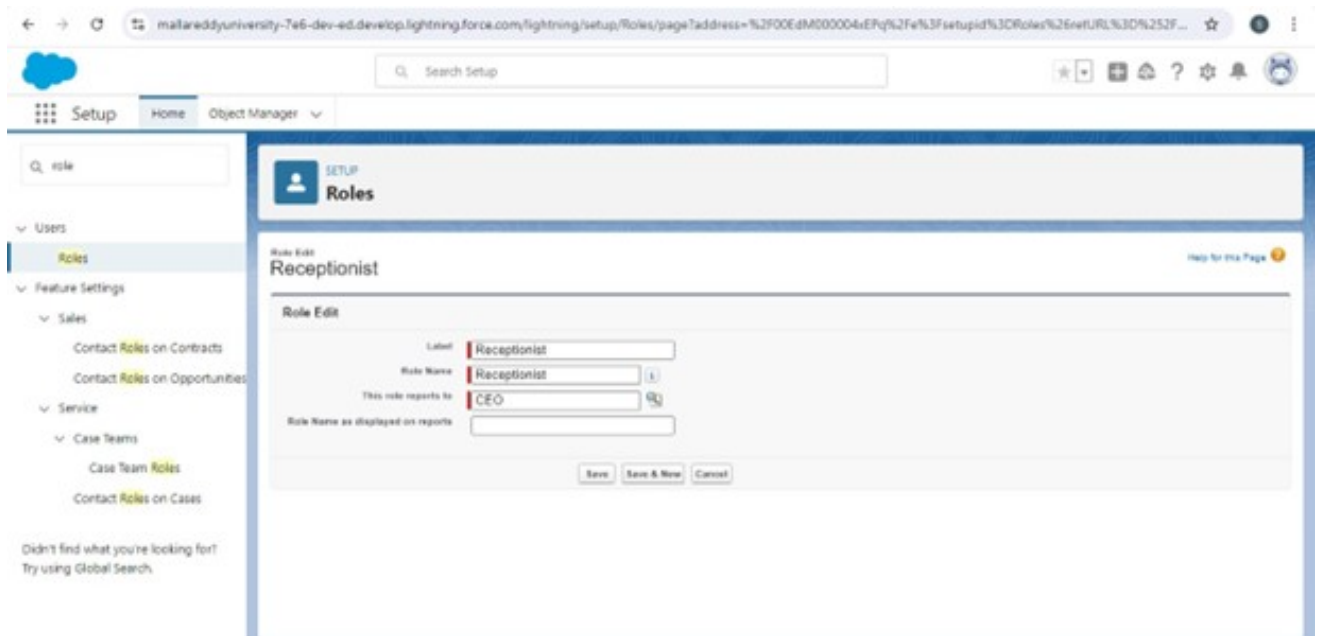 mallareddyuniversity-7e6-dev-ed.develop.lightning.force.com/lightning/setup/Roles/page?address=%2F00EdM000004xEPq%2Fe%3Fsetupid%3DRoles%26retURL%3D%252F...
Search Setup
Setup Home Object Manager
role
SETUP
Roles
Users
Roles
Feature Settings
Sales
Contact Roles on Contracts
Contact Roles on Opportunities
Service
Case Teams
Case Team Roles
Contact Roles on Cases
Didn't find what you're looking for?
Try using Global Search.
Role Edit
Receptionist
Help for this Page
Role Edit
Label Receptionist
Role Name Receptionist
This role reports to CEO
Role Name as displayed on reports
Save Save & New Cancel